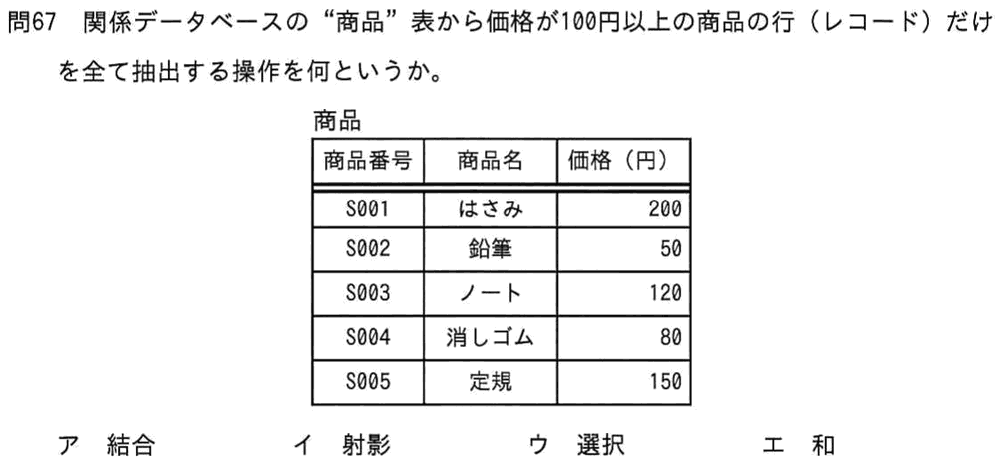 問67 関係データベースの“商品”表から価格が100円以上の商品の行（レコード）だけ
を全て抽出する操作を何というか。
商品
商品番号 商品名 価格（円）
S001 はさみ 200
S002 鉛筆 50
S003 ノート 120
S004 消しゴム 80
S005 定規 150
ア 結合 イ 射影 ウ 選択 エ 和